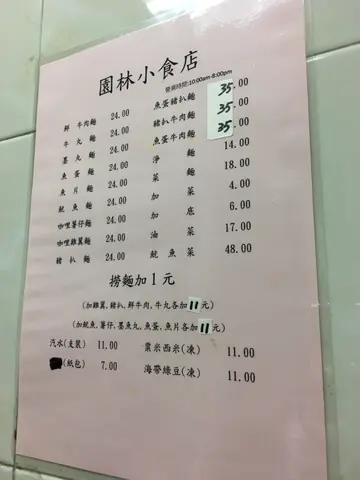 園林小食店
營業時間:10:00am-8:00pm
鮮牛肉麵 24.00 魚蛋豬扒麵 35.00
牛丸麵 24.00 豬扒牛肉麵 35.00
墨丸麵 24.00 魚蛋牛肉麵 35.00
魚蛋麵 24.00 淨麵 14.00
魚片麵 24.00 菜麵 18.00
魷魚麵 24.00 加菜 4.00
咖哩薯仔麵 24.00 加底 6.00
咖哩雞翼麵 24.00 油菜 17.00
豬扒麵 24.00 魷魚菜 48.00
撈麵加1元
(加雞翼,豬扒,鮮牛肉,牛丸各加11元)
(加魷魚,薯仔,墨魚丸,魚蛋,魚片各加11元)
汽水(支裝) 11.00 粟米西米(凍) 11.00
(紙包) 7.00 海帶綠豆(凍) 11.00